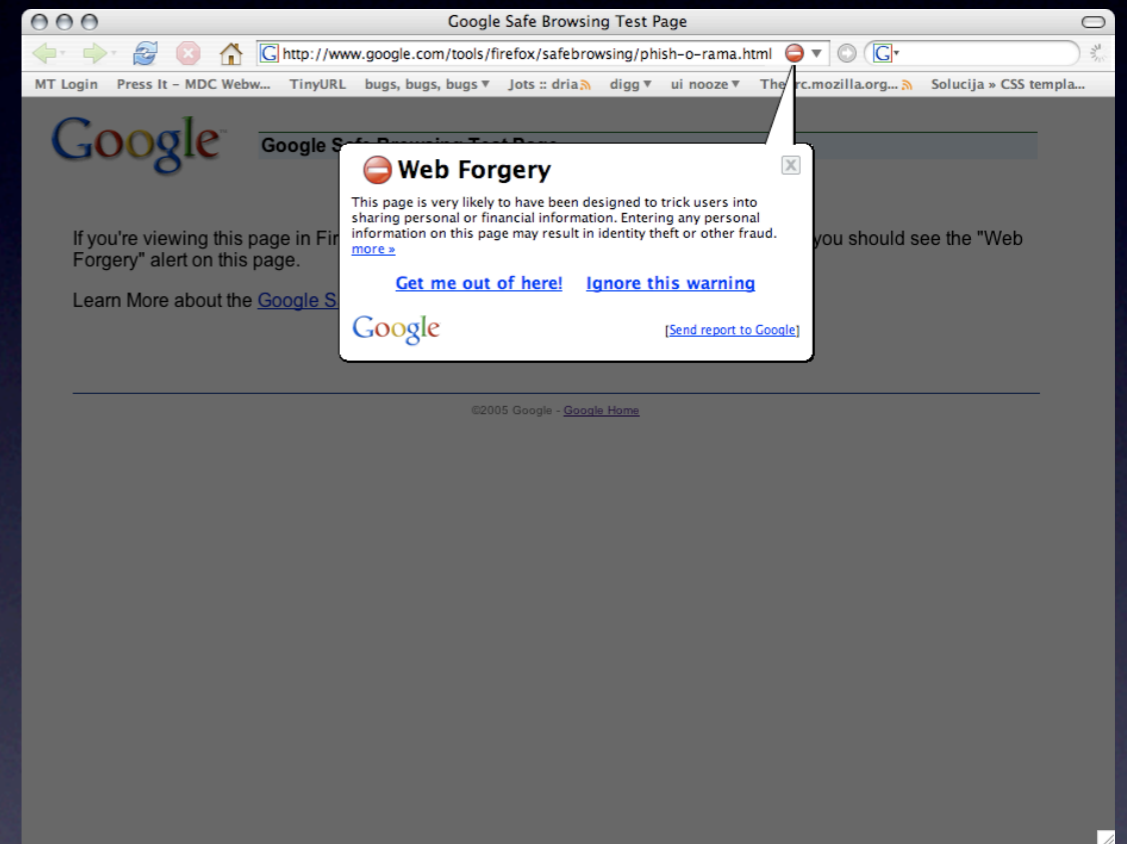 Google Safe Browsing Test Page
http://www.google.com/tools/firefox/safebrowsing/phish-o-rama.html
MT Login Press It – MDC Webw... TinyURL bugs, bugs, bugs Jots :: dria digg ui nooze The rc.mozilla.org... Solucija » CSS templa...
Google
Google Safe Browsing Test Page
Web Forgery
This page is very likely to have been designed to trick users into
sharing personal or financial information. Entering any personal
information on this page may result in identity theft or other fraud.
more »
Get me out of here! Ignore this warning
Google [Send report to Google]
If you're viewing this page in Fir you should see the "Web
Forgery" alert on this page.
Learn More about the Google S
©2005 Google - Google Home